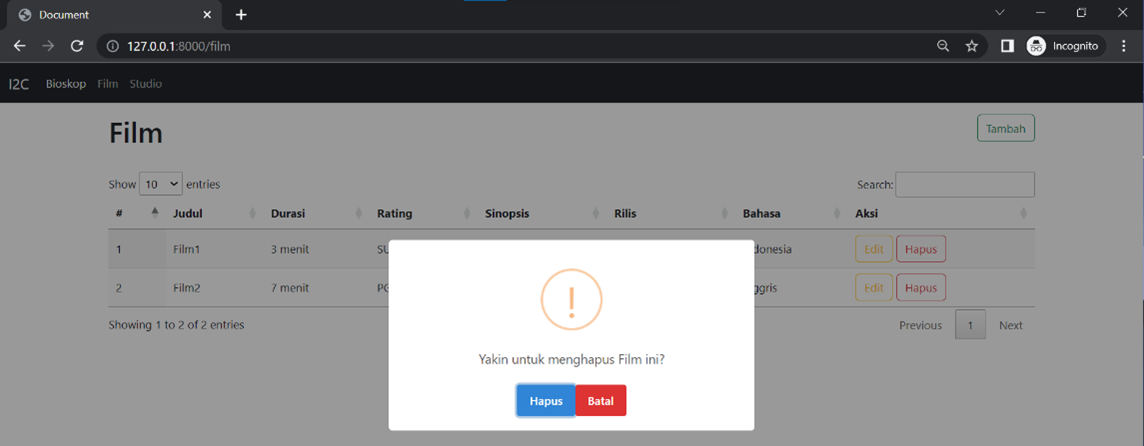 Document
127.0.0.1:8000/film
Incognito
I2C Bioskop Film Studio
Film
Tambah
Show 10 entries
Search:
# Judul Durasi Rating Sinopsis Rilis Bahasa Aksi
1 Film1 3 menit SU donesia Edit Hapus
2 Film2 7 menit PG ggris Edit Hapus
Showing 1 to 2 of 2 entries
Previous 1 Next
!
Yakin untuk menghapus Film ini?
Hapus Batal